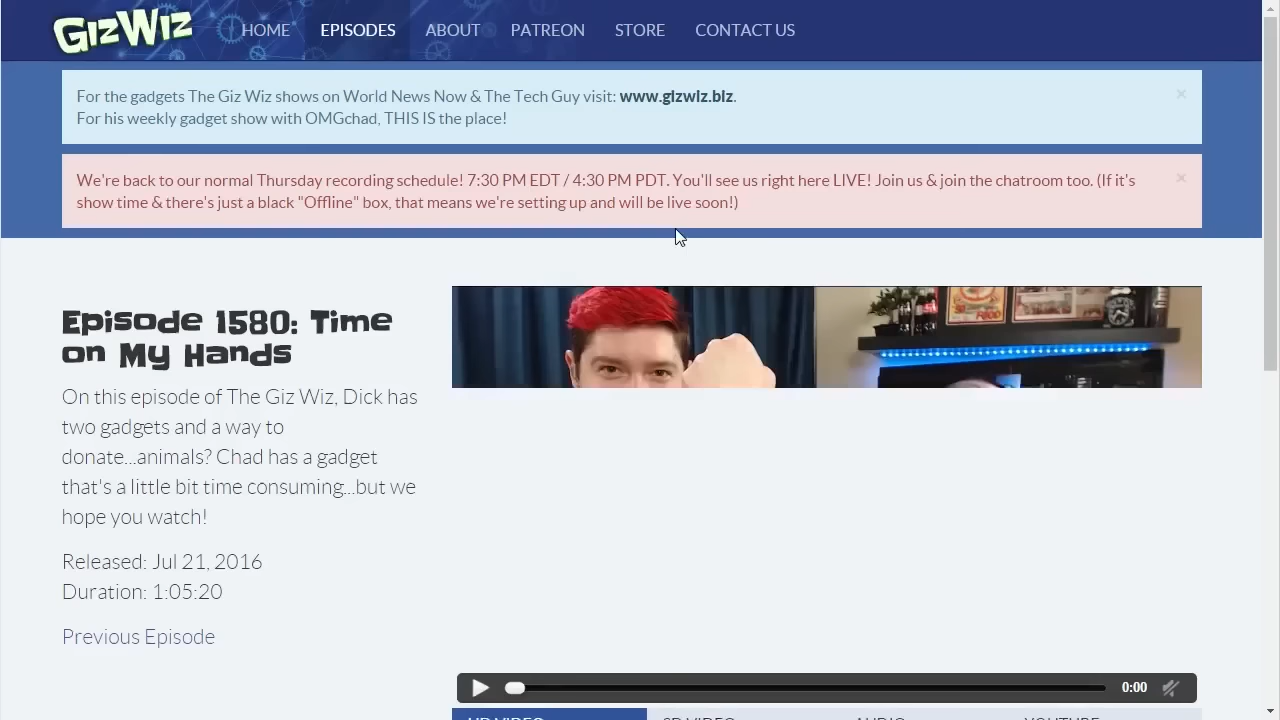 GizWiz
HOME EPISODES ABOUT PATREON STORE CONTACT US
For the gadgets The Giz Wiz shows on World News Now & The Tech Guy visit: www.gizwiz.biz.
For his weekly gadget show with OMGchad, THIS IS the place!
We're back to our normal Thursday recording schedule! 7:30 PM EDT / 4:30 PM PDT. You'll see us right here LIVE! Join us & join the chatroom too. (If it's
show time & there's just a black "Offline" box, that means we're setting up and will be live soon!)
Episode 1580: Time
on My Hands
On this episode of The Giz Wiz, Dick has
two gadgets and a way to
donate...animals? Chad has a gadget
that's a little bit time consuming...but we
hope you watch!
Released: Jul 21, 2016
Duration: 1:05:20
Previous Episode
0:00
HD VIDEO SD VIDEO AUDIO YOUTUBE